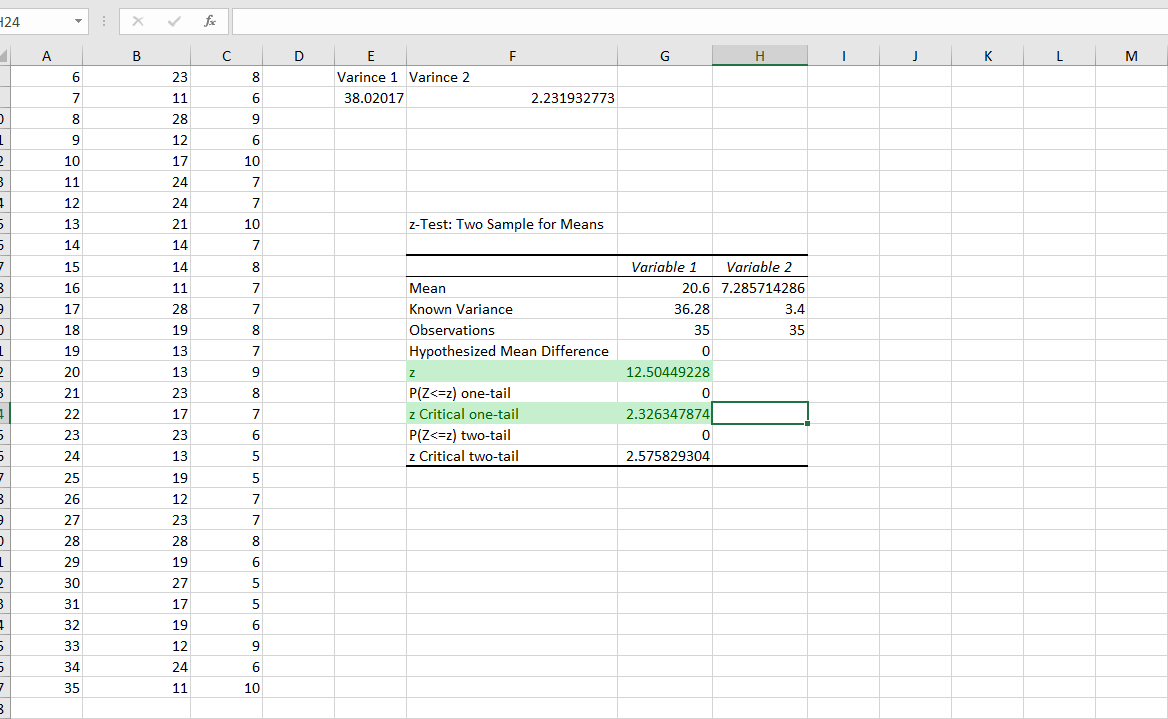 H24 fx
A B C D E F G H I J K L M
6 23 8 Varince 1 Varince 2
7 11 6 38.02017 2.231932773
8 28 9
9 12 6
10 17 10
11 24 7
12 24 7
13 21 10 z-Test: Two Sample for Means
14 14 7
15 14 8 Variable 1 Variable 2
16 11 7 Mean 20.6 7.285714286
17 28 7 Known Variance 36.28 3.4
18 19 8 Observations 35 35
19 13 7 Hypothesized Mean Difference 0
20 13 9 z 12.50449228
21 23 8 P(Z<=z) one-tail 0
22 17 7 z Critical one-tail 2.326347874
23 23 6 P(Z<=z) two-tail 0
24 13 5 z Critical two-tail 2.575829304
25 19 5
26 12 7
27 23 7
28 28 8
29 19 6
30 27 5
31 17 5
32 19 6
33 12 9
34 24 6
35 11 10